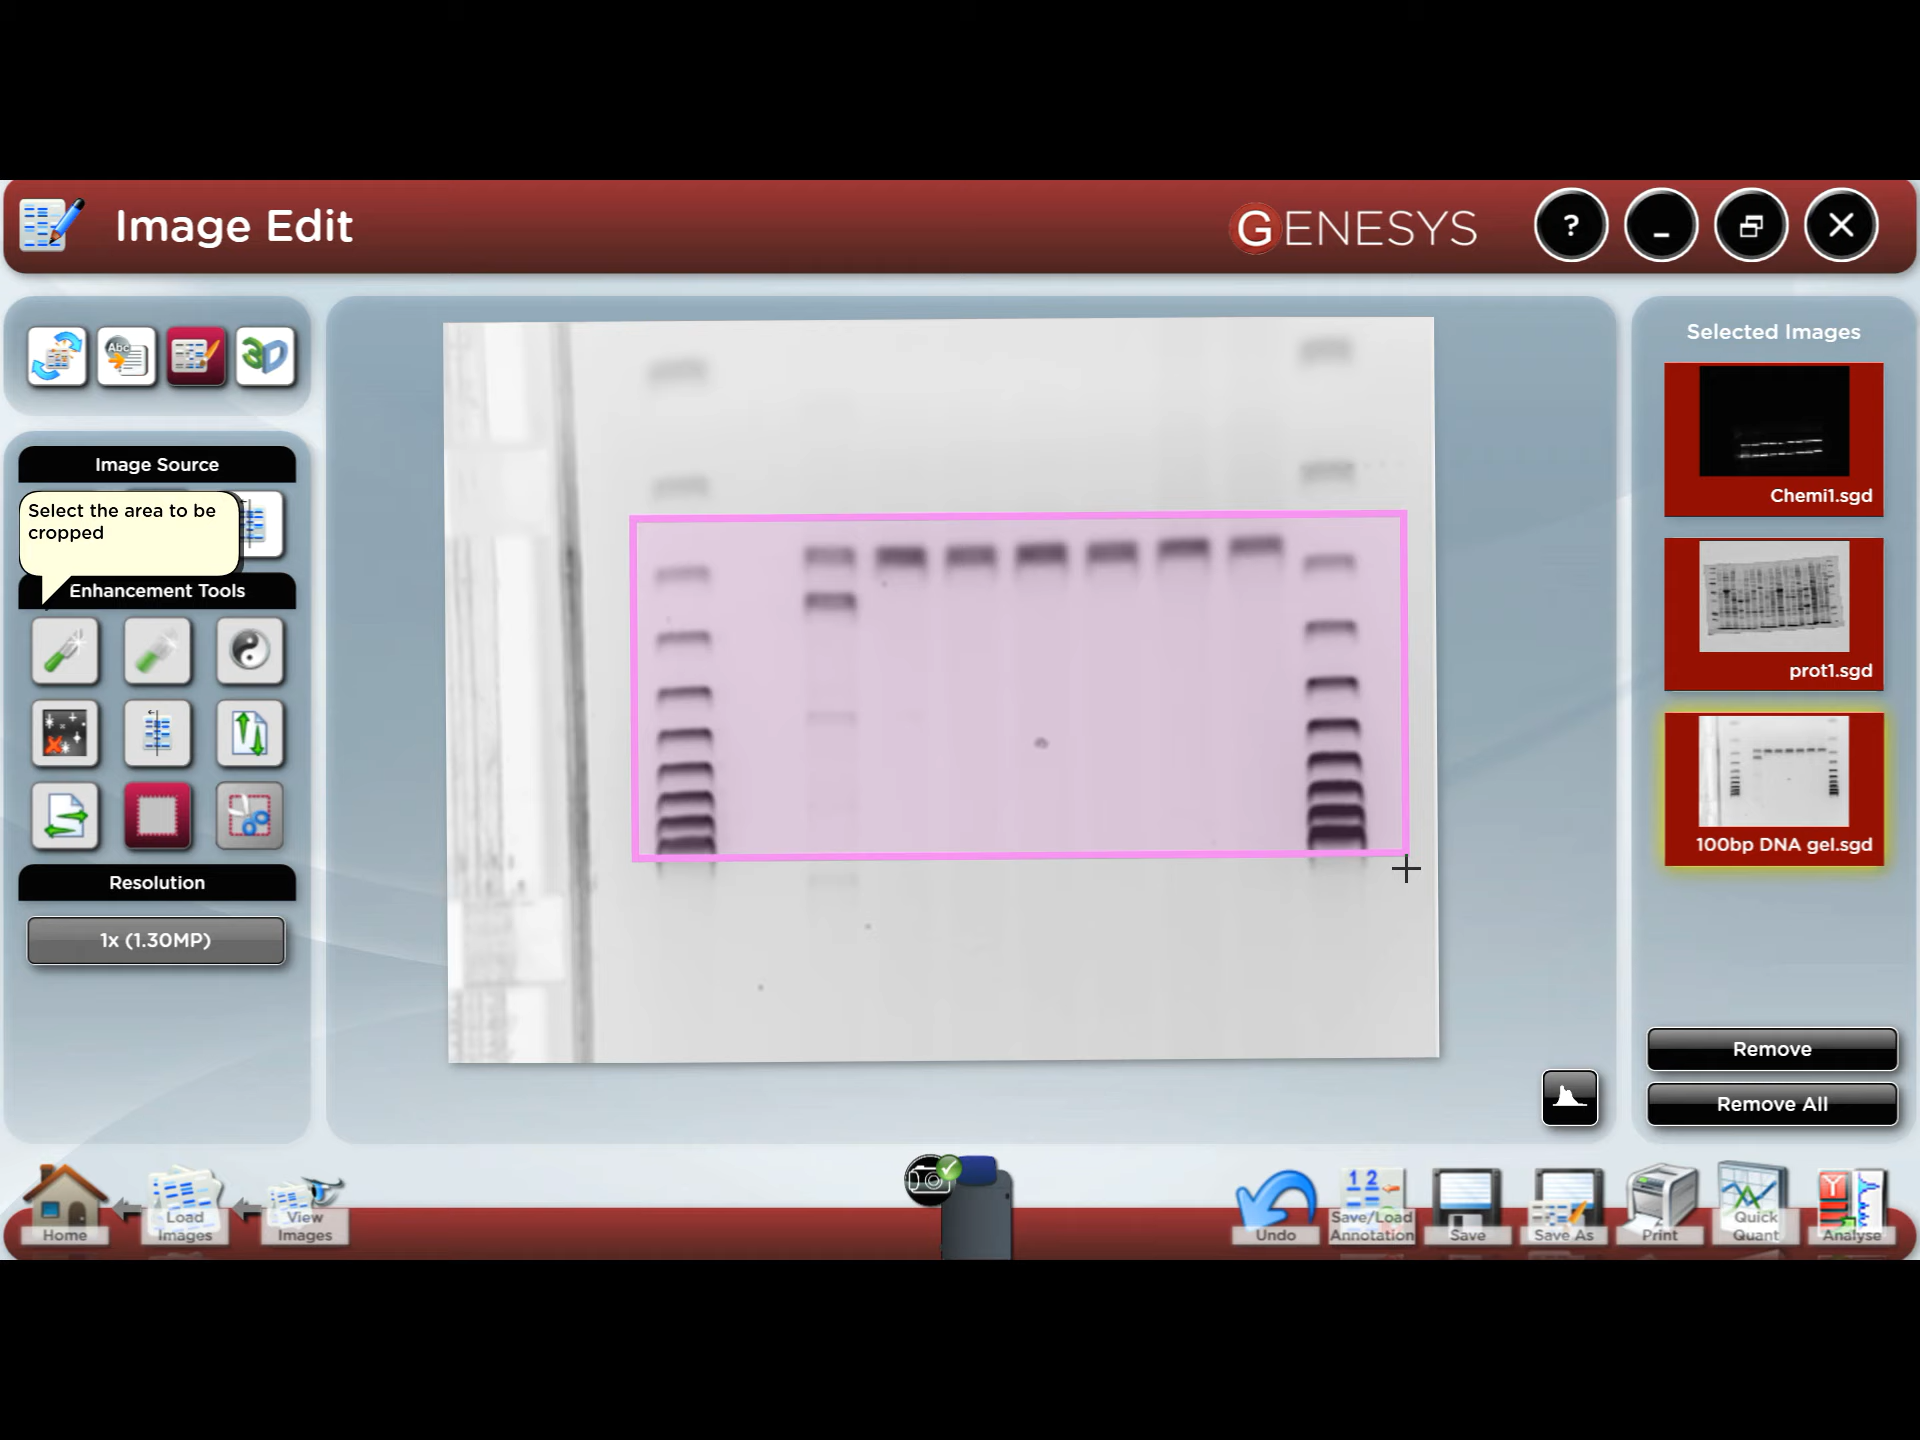 Image Edit
GENESYS
?
Abc
3D
Image Source
Select the area to be
cropped
Enhancement Tools
Resolution
1x (1.30MP)
Selected Images
Chemi1.sgd
prot1.sgd
100bp DNA gel.sgd
Remove
Remove All
Home
Load
Images
View
Images
Undo
1 2
Save/Load
Annotation
Save
Save As
Print
Quick
Quant
Analyse